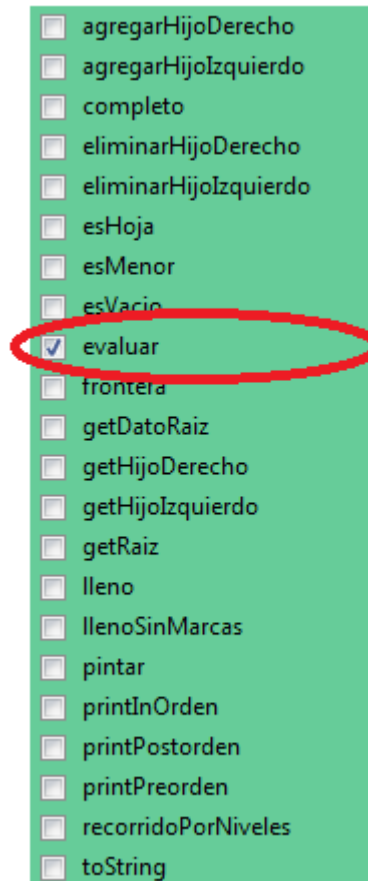 agregarHijoDerecho
agregarHijoIzquierdo
completo
eliminarHijoDerecho
eliminarHijoIzquierdo
esHoja
esMenor
esVacio
evaluar
frontera
getDatoRaiz
getHijoDerecho
getHijoIzquierdo
getRaiz
lleno
llenoSinMarcas
pintar
printInOrden
printPostorden
printPreorden
recorridoPorNiveles
toString